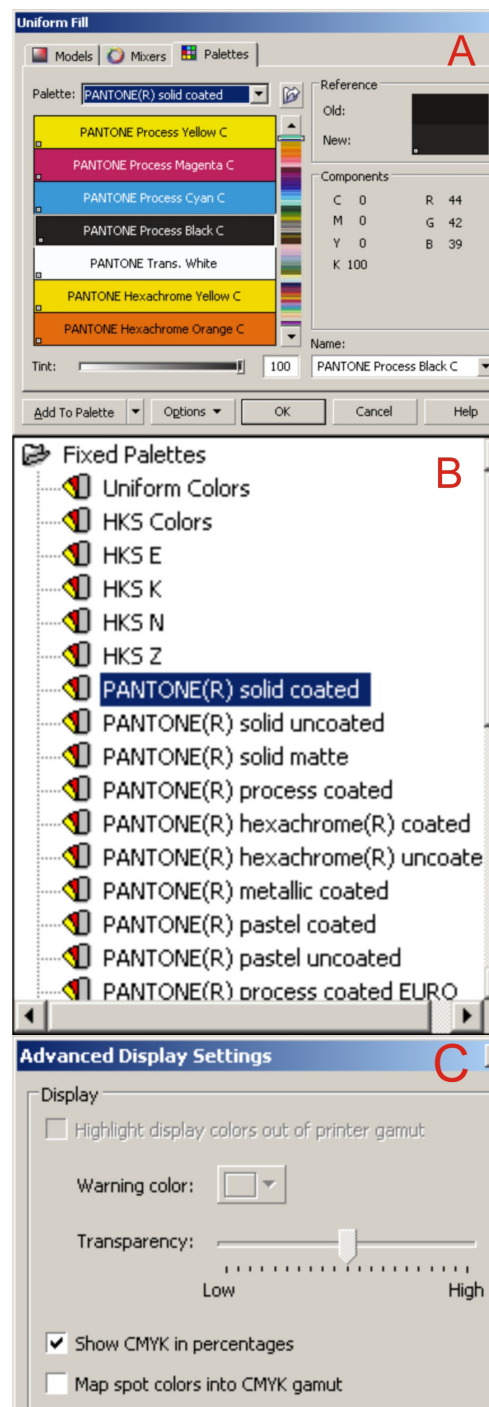 Uniform Fill
A
Models Mixers Palettes
Palette: PANTONE(R) solid coated
PANTONE Process Yellow C
PANTONE Process Magenta C
PANTONE Process Cyan C
PANTONE Process Black C
PANTONE Trans. White
PANTONE Hexachrome Yellow C
PANTONE Hexachrome Orange C
Tint: 100
Reference
Old:
New:
Components
C 0 R 44
M 0 G 42
Y 0 B 39
K 100
Name:
PANTONE Process Black C
Add To Palette Options OK Cancel Help
B
Fixed Palettes
Uniform Colors
HKS Colors
HKS E
HKS K
HKS N
HKS Z
PANTONE(R) solid coated
PANTONE(R) solid uncoated
PANTONE(R) solid matte
PANTONE(R) process coated
PANTONE(R) hexachrome(R) coated
PANTONE(R) hexachrome(R) uncoate
PANTONE(R) metallic coated
PANTONE(R) pastel coated
PANTONE(R) pastel uncoated
PANTONE(R) process coated EURO
Advanced Display Settings
C
Display
Highlight display colors out of printer gamut
Warning color:
Transparency:
Low High
Show CMYK in percentages
Map spot colors into CMYK gamut